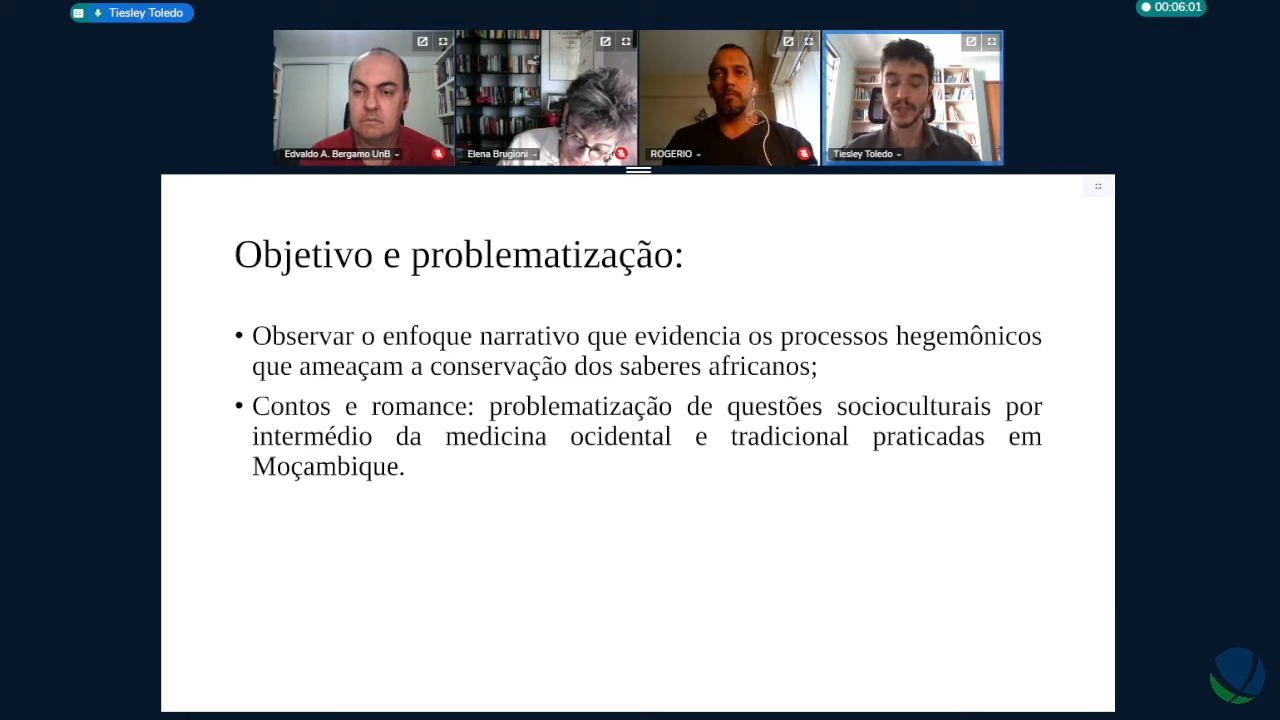 Tiesley Toledo
00:06:01
Edvaldo A. Bergamo UnB
Elena Brugioni
ROGERIO
Tiesley Toledo
Objetivo e problematização:
• Observar o enfoque narrativo que evidencia os processos hegemônicos
que ameaçam a conservação dos saberes africanos;
• Contos e romance: problematização de questões socioculturais por
intermédio da medicina ocidental e tradicional praticadas em
Moçambique.